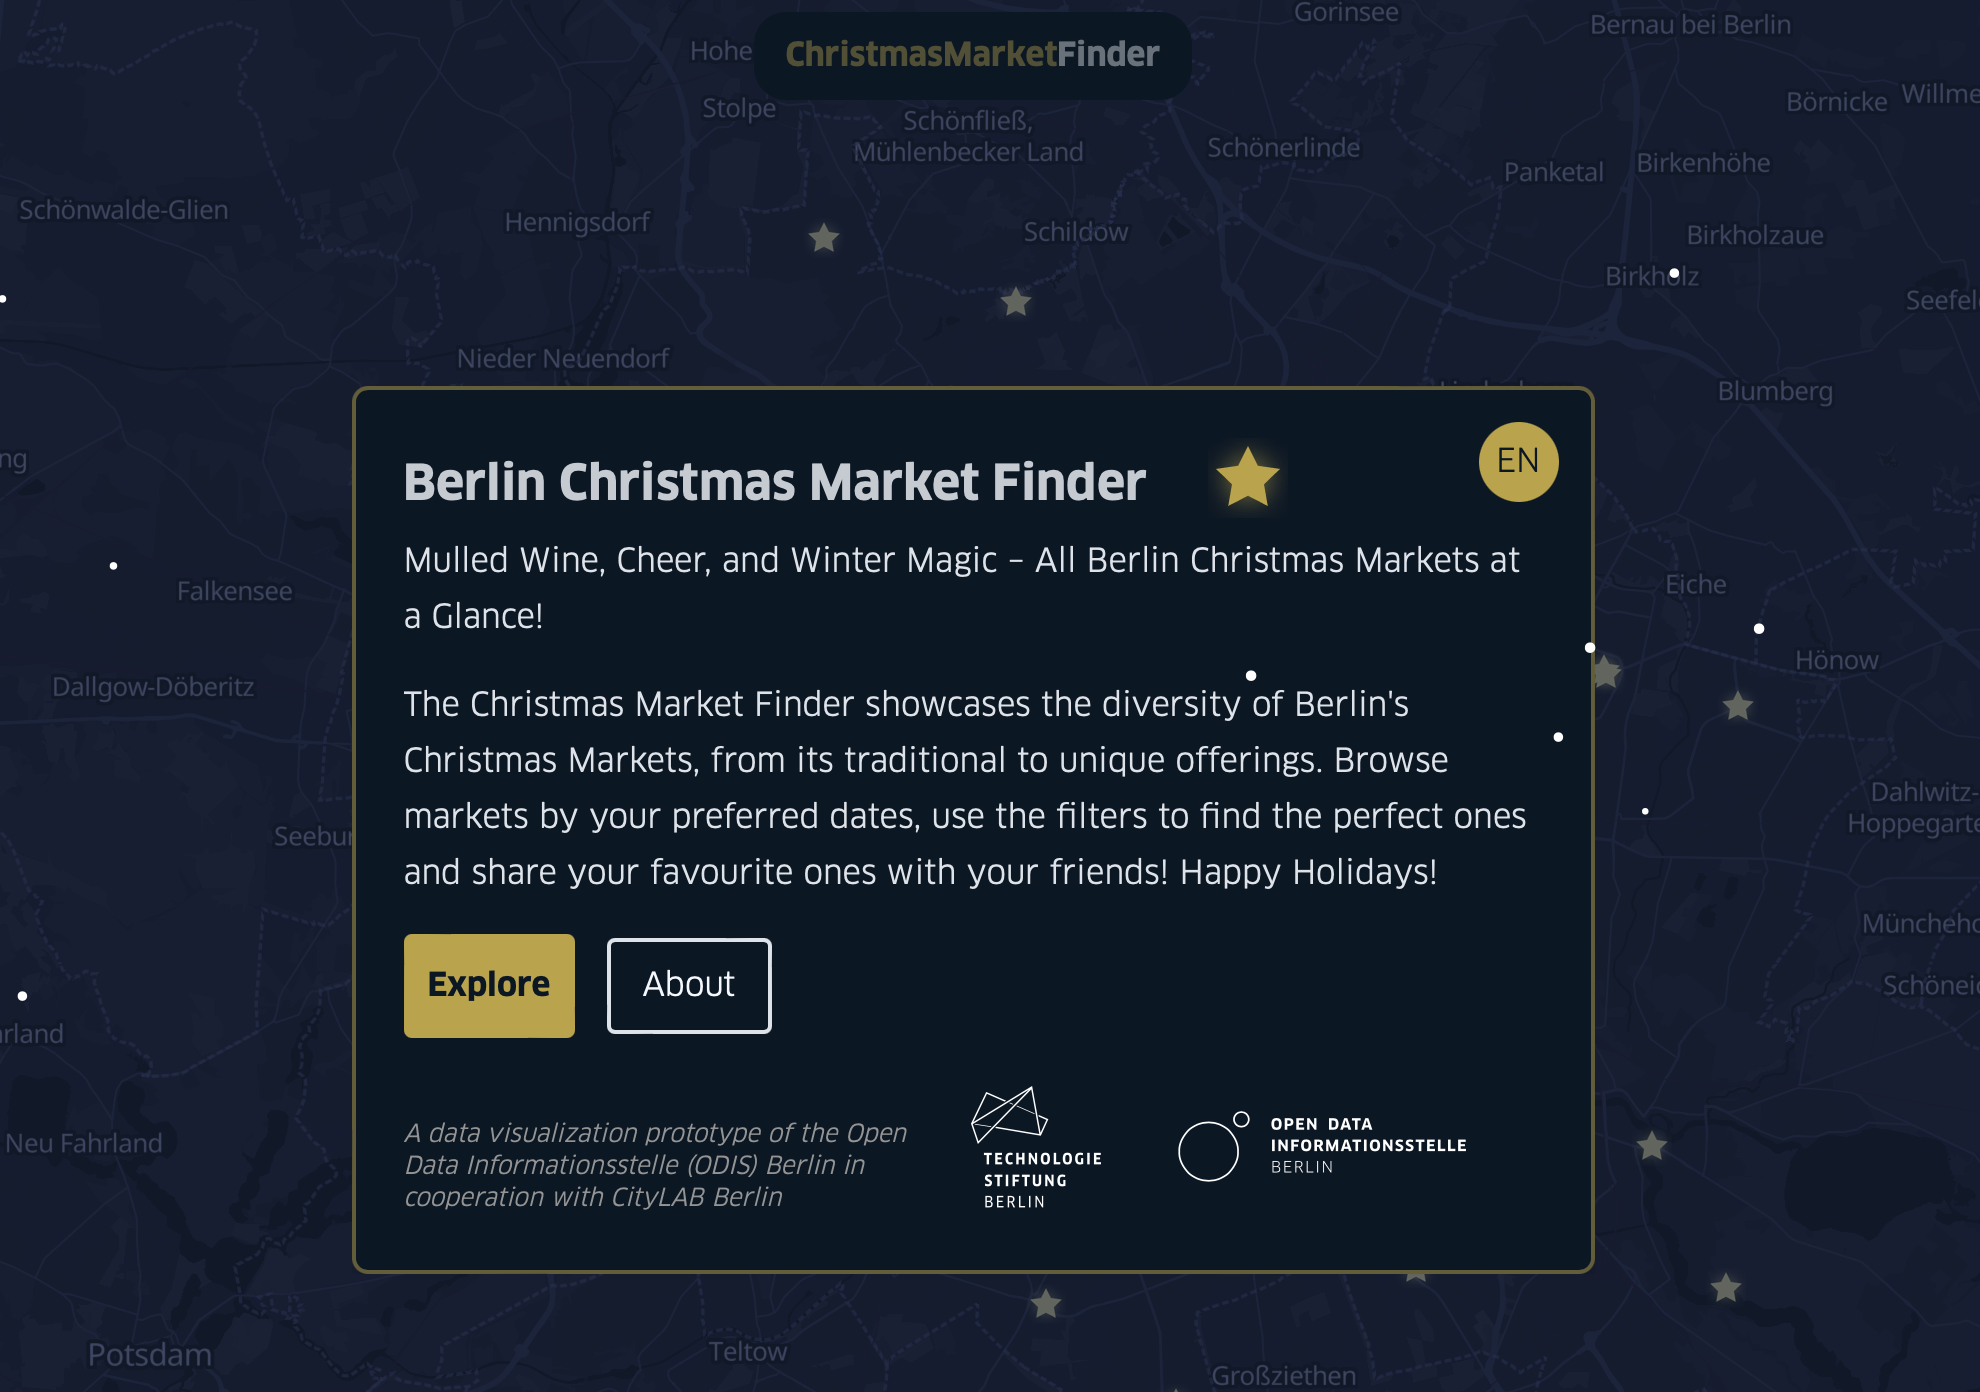 Gorinsee
Bernau bei Berlin
Hohe
ChristmasMarketFinder
Börnicke
Willme
Stolpe
Schönfließ,
Mühlenbecker Land
Schönerlinde
Panketal
Birkenhöhe
Schönwalde-Glien
Hennigsdorf
Schildow
Birkholzaue
Birkholz
Seefel
Nieder Neuendorf
Blumberg
ng
Berlin Christmas Market Finder
EN
Mulled Wine, Cheer, and Winter Magic – All Berlin Christmas Markets at
a Glance!
Falkensee
Eiche
Hönow
Dallgow-Döberitz
The Christmas Market Finder showcases the diversity of Berlin's
Christmas Markets, from its traditional to unique offerings. Browse
markets by your preferred dates, use the filters to find the perfect ones
and share your favourite ones with your friends! Happy Holidays!
Dahlwitz-
Hoppegarte
Seebur
Müncheho
Explore
About
Schöneic
rland
Neu Fahrland
A data visualization prototype of the Open
Data Informationsstelle (ODIS) Berlin in
cooperation with CityLAB Berlin
TECHNOLOGIE
STIFTUNG
BERLIN
OPEN DATA
INFORMATIONSSTELLE
BERLIN
Potsdam
Teltow
Großziethen